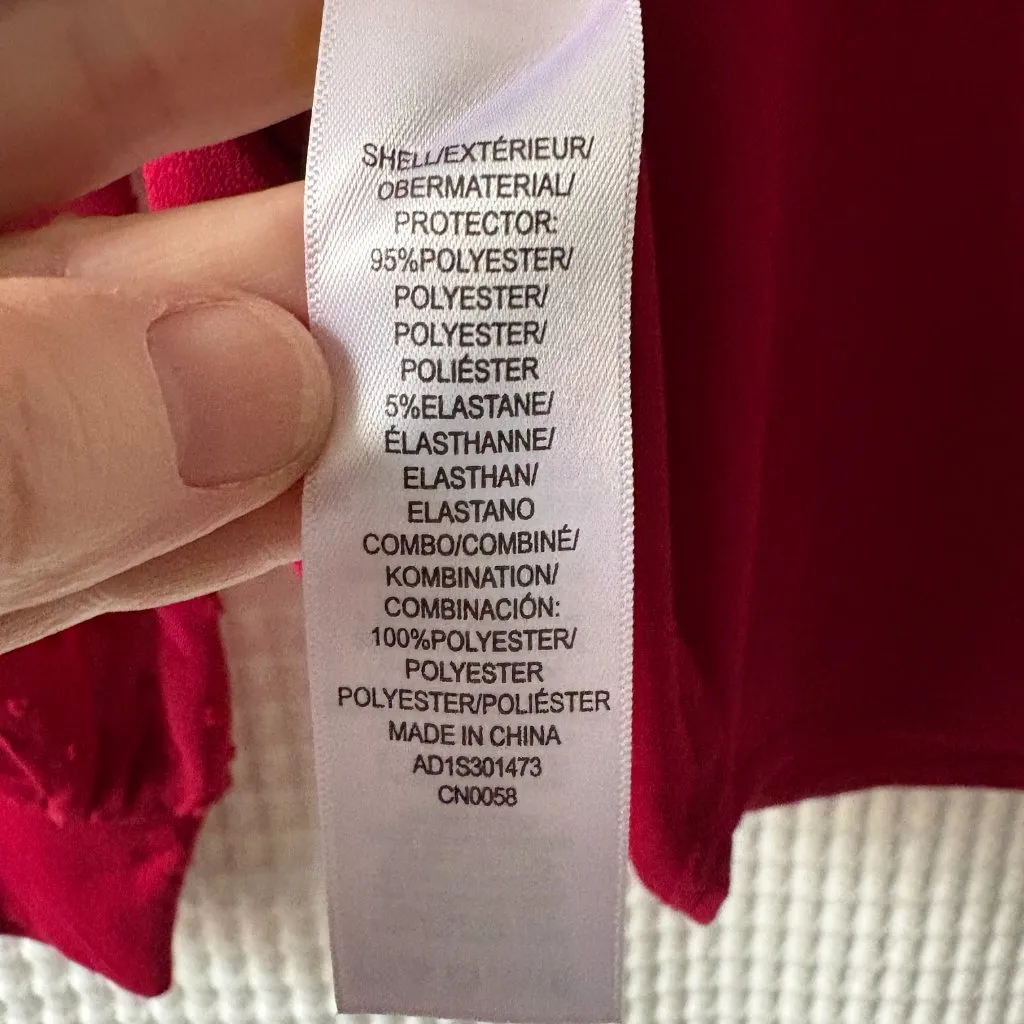 SHELL/EXTÉRIEUR/
OBERMATERIAL/
PROTECTOR:
95%POLYESTER/
POLYESTER/
POLYESTER/
POLIÉSTER
5%ELASTANE/
ÉLASTHANNE/
ELASTHAN/
ELASTANO
COMBO/COMBINÉ/
KOMBINATION/
COMBINACIÓN:
100%POLYESTER/
POLYESTER
POLYESTER/POLIÉSTER
MADE IN CHINA
AD1S301473
CN0058